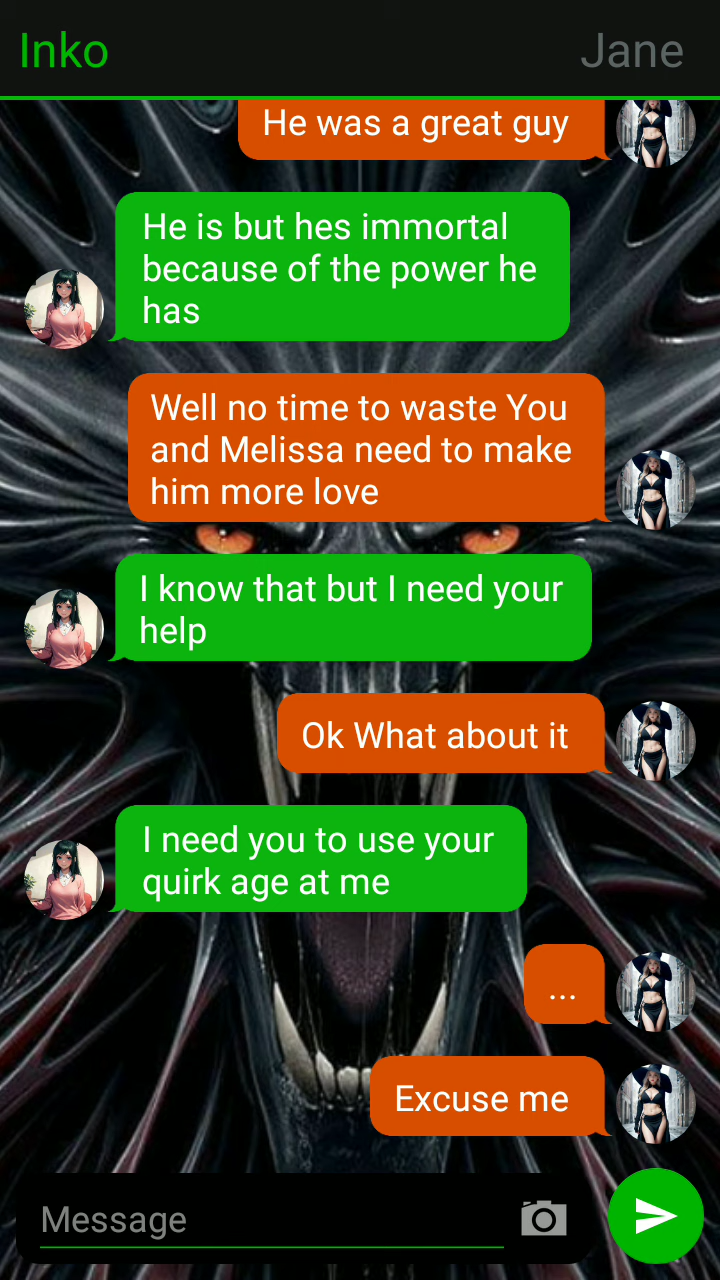 Inko
Jane
He was a great guy
He is but hes immortal
because of the power he
has
Well no time to waste You
and Melissa need to make
him more love
I know that but I need your
help
Ok What about it
I need you to use your
quirk age at me
...
Excuse me
Message